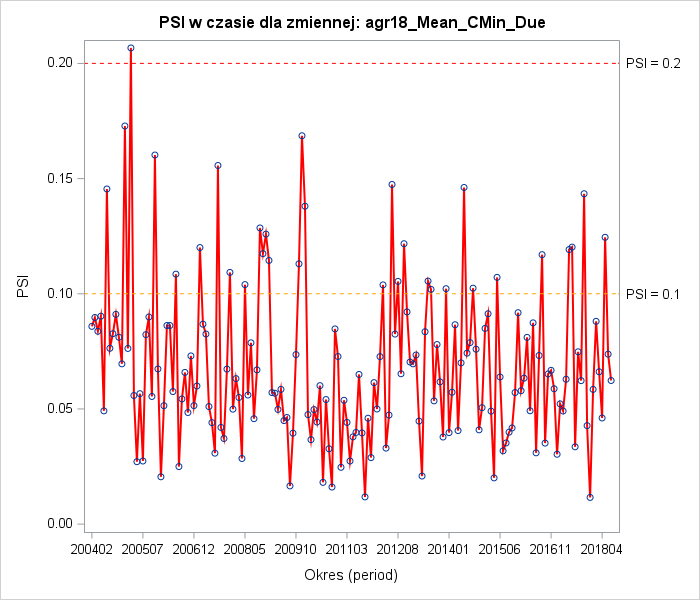 PSI w czasie dla zmiennej: agr18_Mean_CMin_Due
0.20
PSI = 0.2
0.15
PSI
0.10
PSI = 0.1
0.05
0.00
200402 200507 200612 200805 200910 201103 201208 201401 201506 201611 201804
Okres (period)